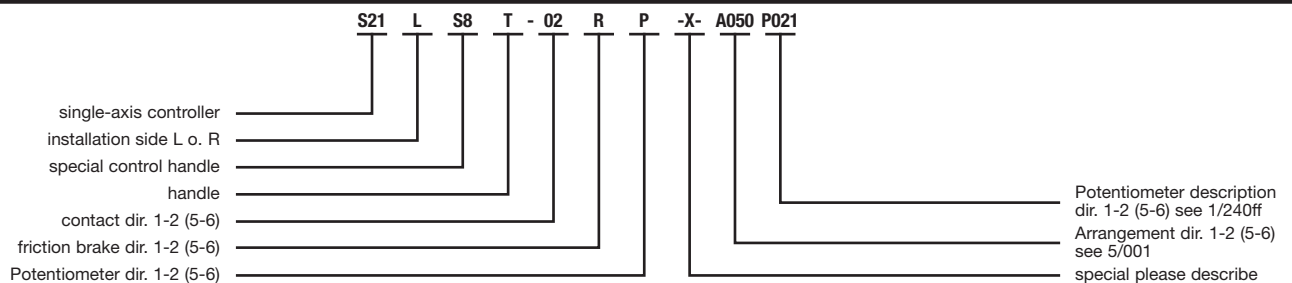 S21 L S8 T - 02 R P -X- A050 P021
single-axis controller
installation side L o. R
special control handle
handle
contact dir. 1-2 (5-6)
friction brake dir. 1-2 (5-6)
Potentiometer dir. 1-2 (5-6)
Potentiometer description
dir. 1-2 (5-6) see 1/240ff
Arrangement dir. 1-2 (5-6)
see 5/001
special please describe